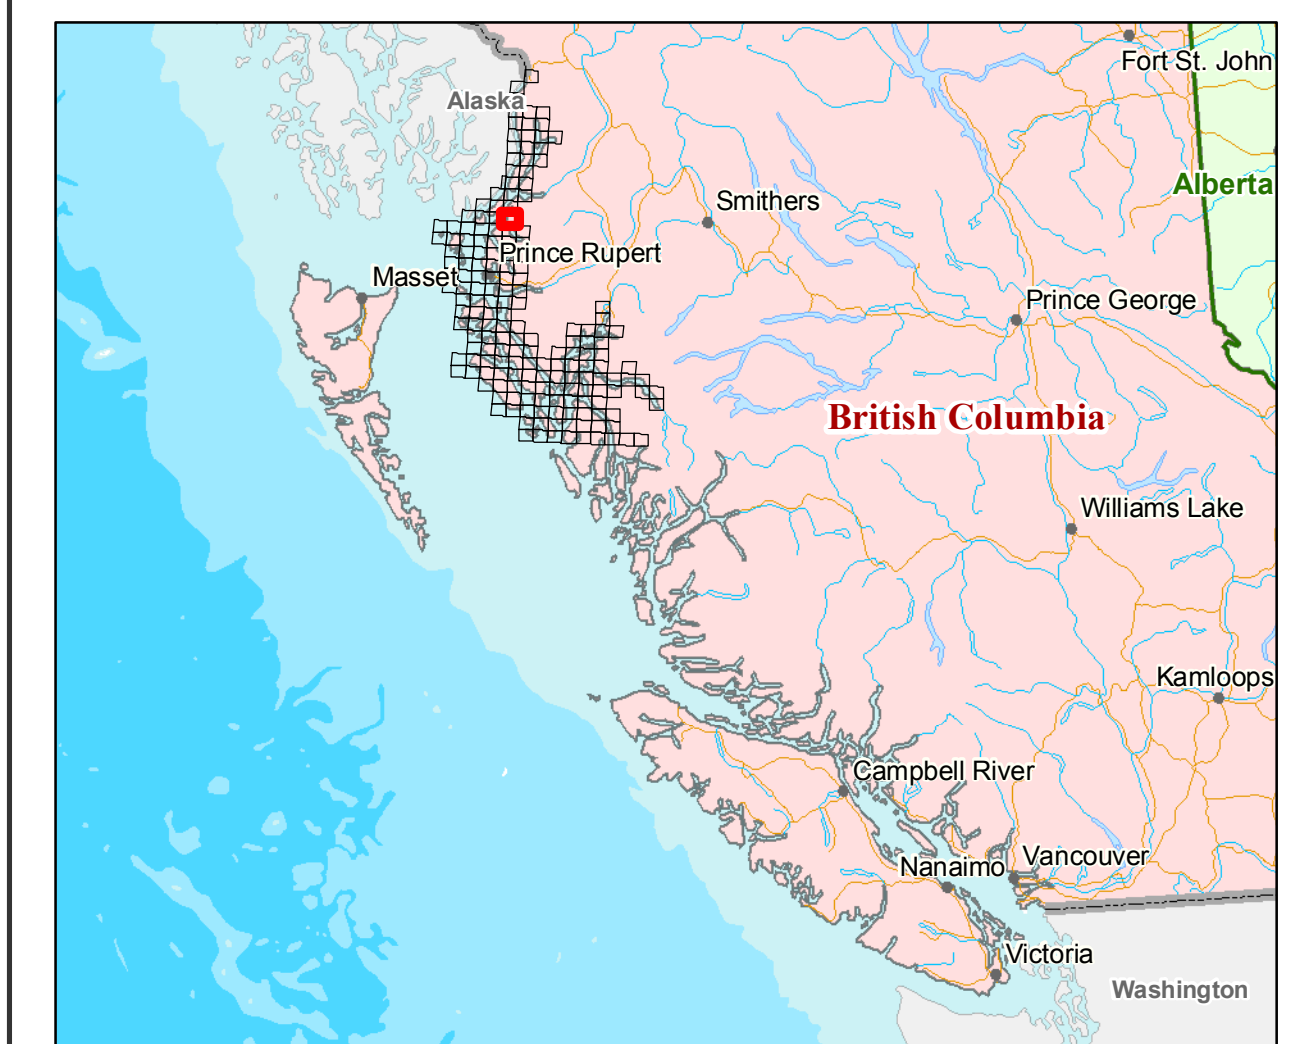 Fort St. John
Alaska
Alberta
Smithers
Prince Rupert
Masset
Prince George
British Columbia
Williams Lake
Kamloops
Campbell River
Vancouver
Nanaimo
Victoria
Washington